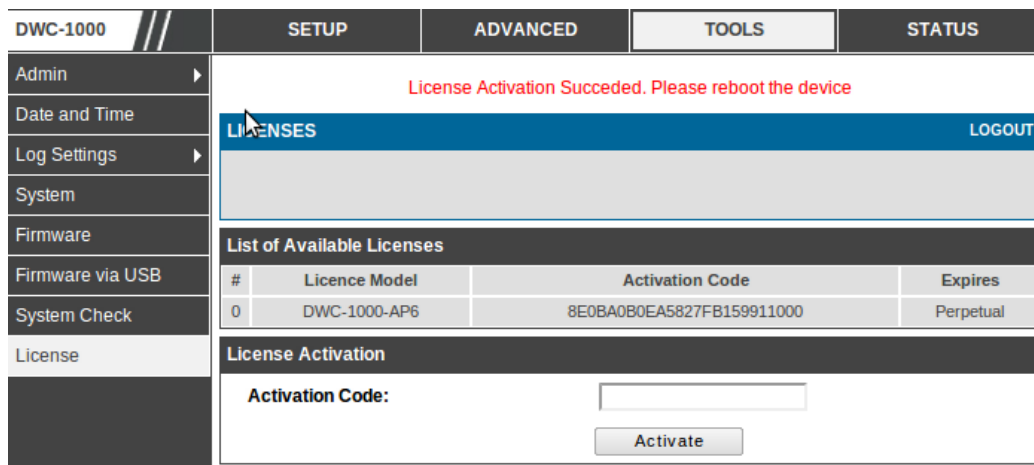 DWC-1000 SETUP ADVANCED TOOLS STATUS
Admin
Date and Time
Log Settings
System
Firmware
Firmware via USB
System Check
License
License Activation Succeded. Please reboot the device
LICENSES LOGOUT
List of Available Licenses
# Licence Model Activation Code Expires
0 DWC-1000-AP6 8E0BA0B0EA5827FB159911000 Perpetual
License Activation
Activation Code:
Activate